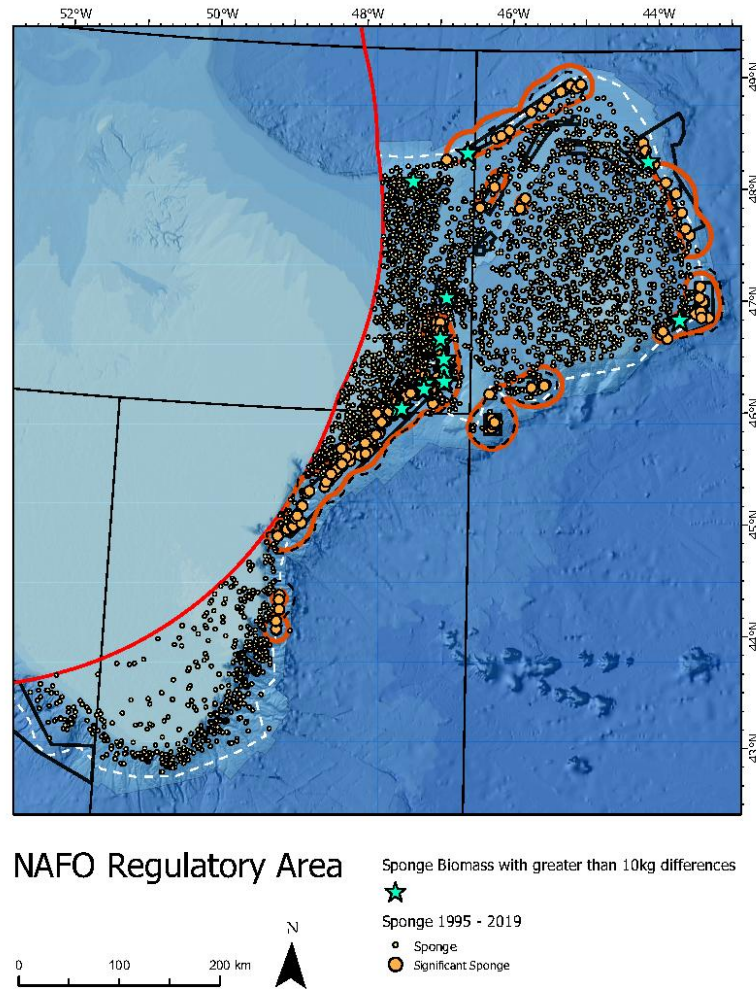 52°W 50°W 48°W 46°W 44°W
49°N
48°N
47°N
46°N
45°N
44°N
43°N
NAFO Regulatory Area
Sponge Biomass with greater than 10kg differences
Sponge 1995 - 2019
Sponge
Significant Sponge
N
0 100 200 km